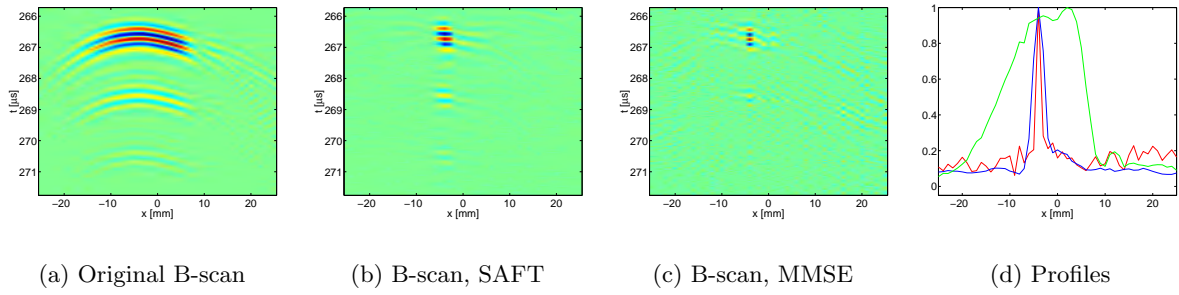 266
267
268
269
270
271
t [μs]
−20 −10 0 10 20
x [mm]
(a) Original B-scan
266
267
268
269
270
271
t [μs]
−20 −10 0 10 20
x [mm]
(b) B-scan, SAFT
266
267
268
269
270
271
t [μs]
−20 −10 0 10 20
x [mm]
(c) B-scan, MMSE
1
0.8
0.6
0.4
0.2
0
−20 −10 0 10 20
x [mm]
(d) Profiles